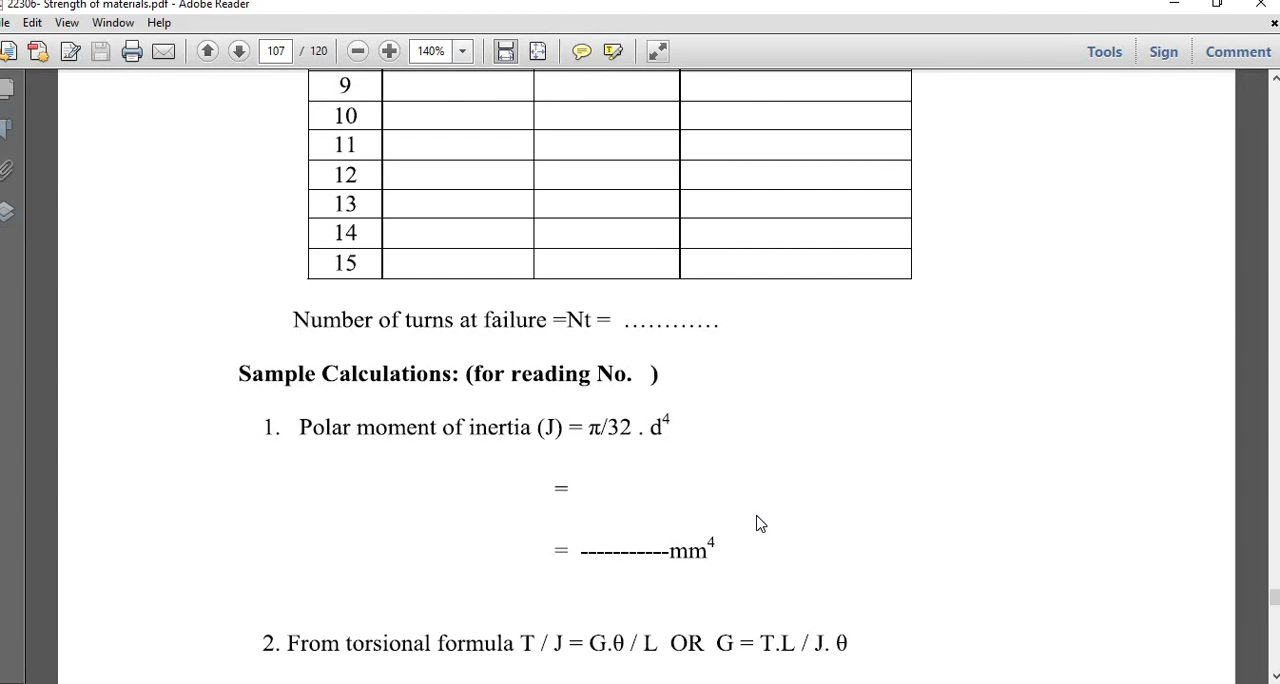 22306- Strength of materials.pdf - Adobe Reader
Edit View Window Help
107 / 120 140% Tools Sign Comment
9
10
11
12
13
14
15
Number of turns at failure =Nt = …………
Sample Calculations: (for reading No. )
1. Polar moment of inertia (J) = π/32 . d⁴
=
= -----------mm⁴
2. From torsional formula T / J = G.θ / L OR G = T.L / J. θ